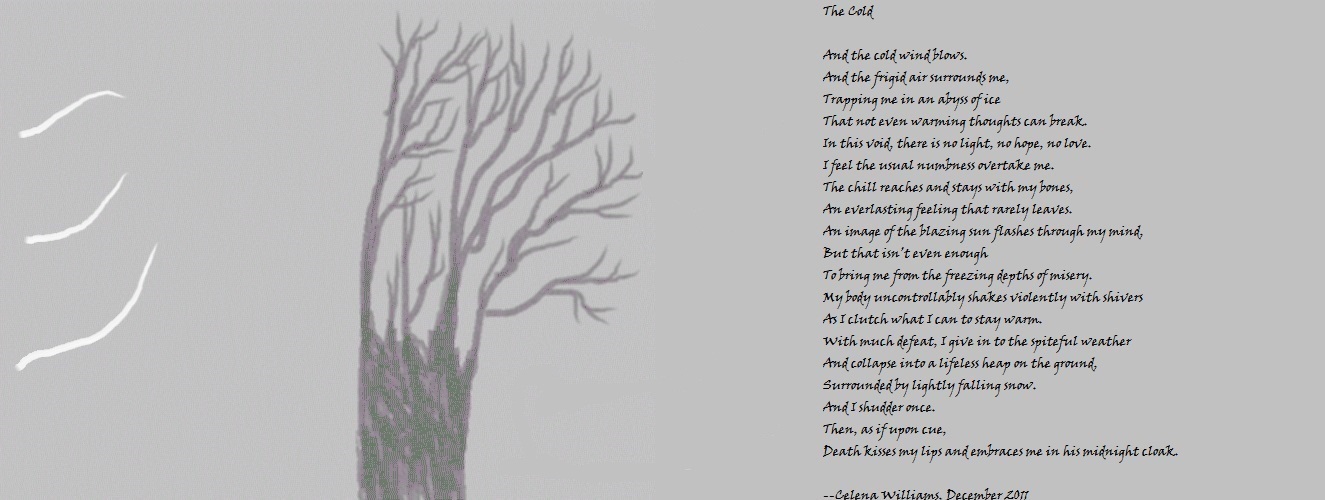 The Cold
And the cold wind blows.
And the frigid air surrounds me,
Trapping me in an abyss of ice
That not even warming thoughts can break.
In this void, there is no light, no hope, no love.
I feel the usual numbness overtake me.
The chill reaches and stays with my bones,
An everlasting feeling that rarely leaves.
An image of the blazing sun flashes through my mind,
But that isn't even enough
To bring me from the freezing depths of misery.
My body uncontrollably shakes violently with shivers
As I clutch what I can to stay warm.
With much defeat, I give in to the spiteful weather
And collapse into a lifeless heap on the ground,
Surrounded by lightly falling snow.
And I shudder once.
Then, as if upon cue,
Death kisses my lips and embraces me in his midnight cloak.
--Celena Williams, December 2011